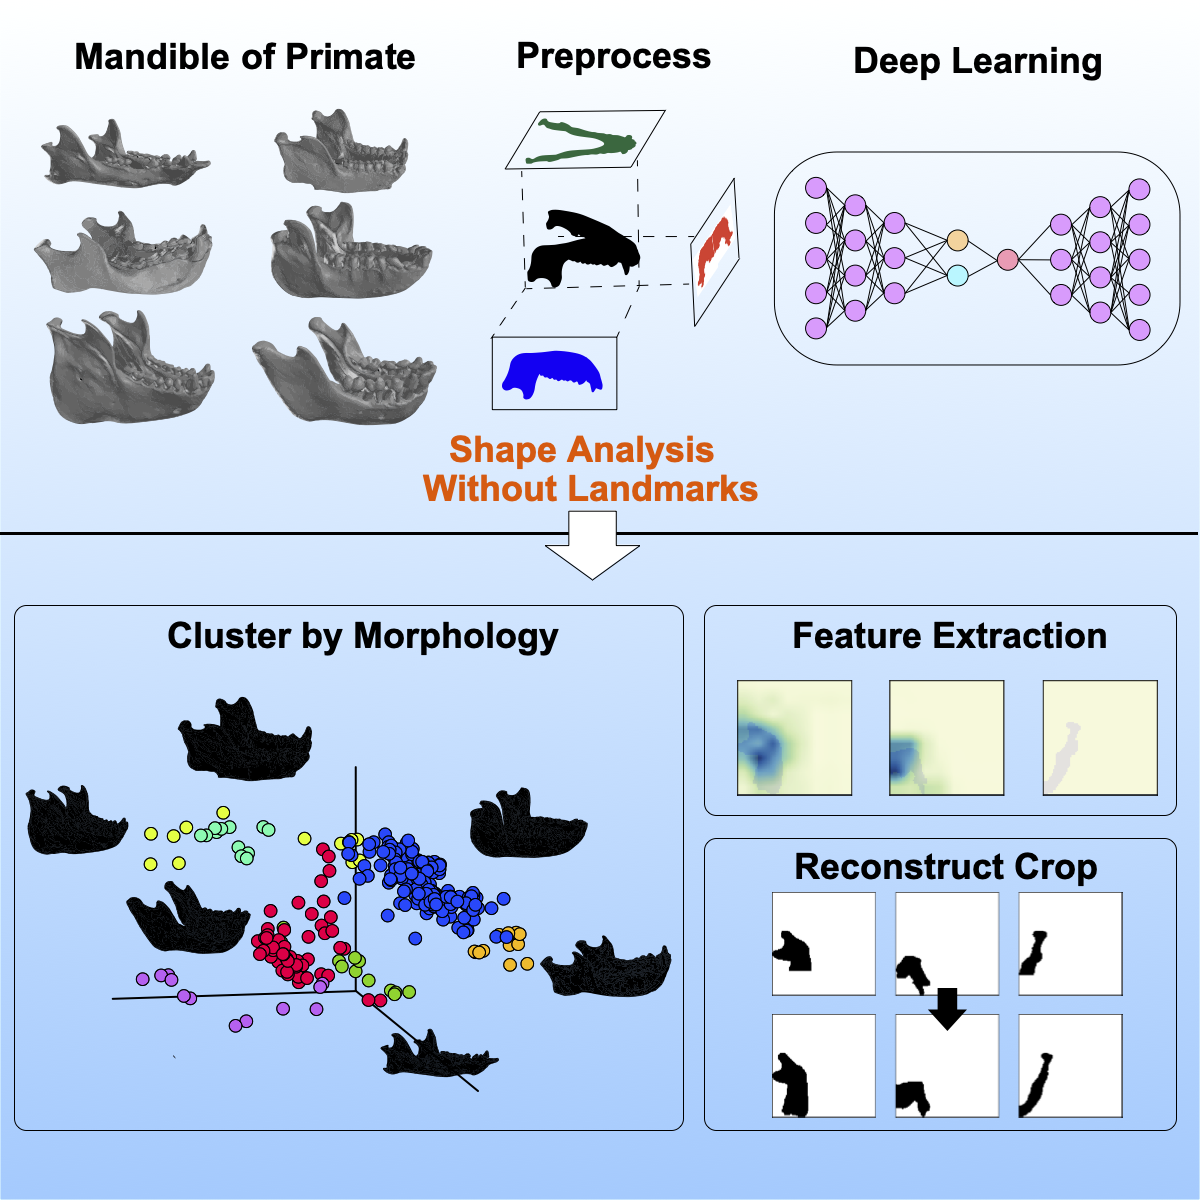 Mandible of Primate
Preprocess
Deep Learning
Shape Analysis
Without Landmarks
Cluster by Morphology
Feature Extraction
Reconstruct Crop